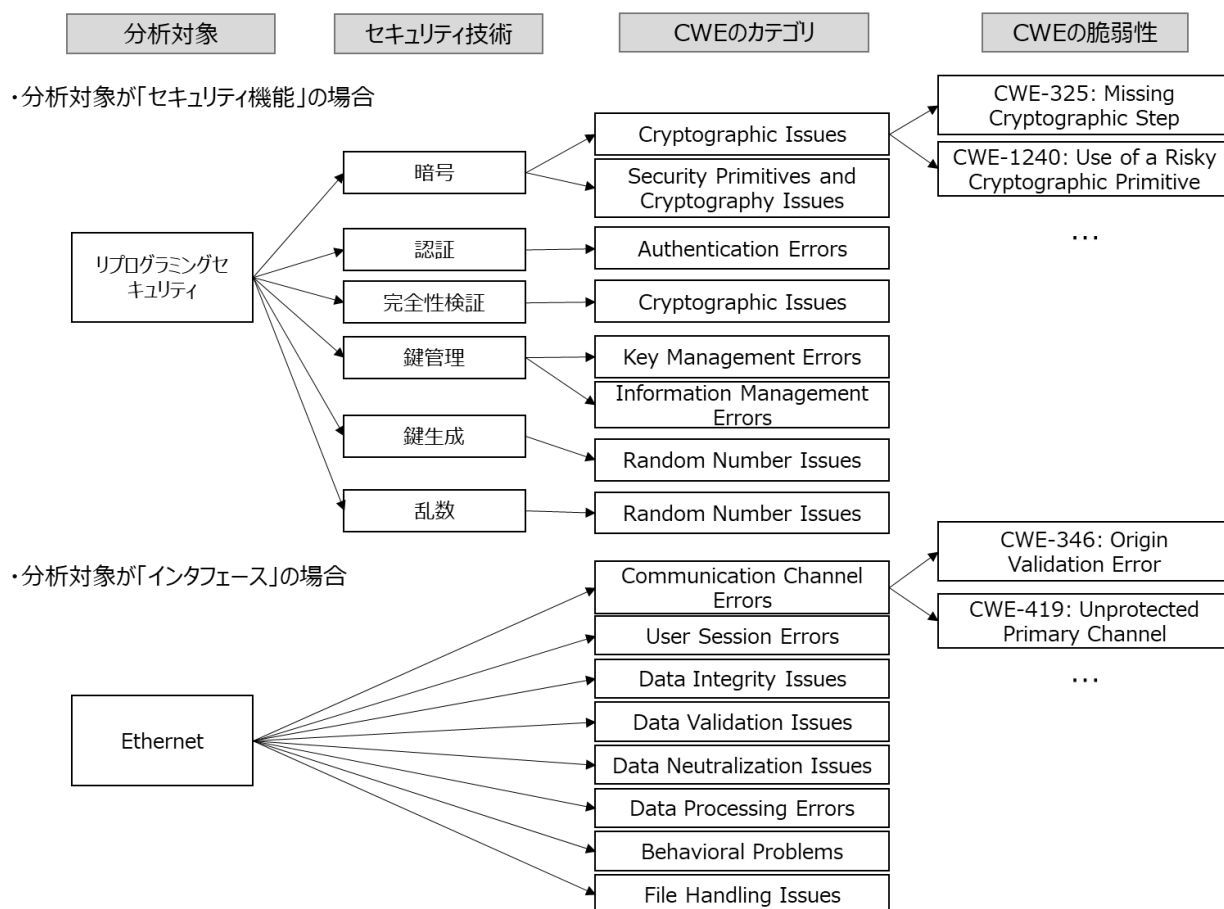 分析対象
セキュリティ技術
CWEのカテゴリ
CWEの脆弱性
・分析対象が「セキュリティ機能」の場合
リプログラミングセ
キュリティ
暗号
認証
完全性検証
鍵管理
鍵生成
乱数
Cryptographic Issues
Security Primitives and
Cryptography Issues
Authentication Errors
Cryptographic Issues
Key Management Errors
Information Management
Errors
Random Number Issues
Random Number Issues
CWE-325: Missing
Cryptographic Step
CWE-1240: Use of a Risky
Cryptographic Primitive
...
・分析対象が「インタフェース」の場合
Ethernet
Communication Channel
Errors
User Session Errors
Data Integrity Issues
Data Validation Issues
Data Neutralization Issues
Data Processing Errors
Behavioral Problems
File Handling Issues
CWE-346: Origin
Validation Error
CWE-419: Unprotected
Primary Channel
...